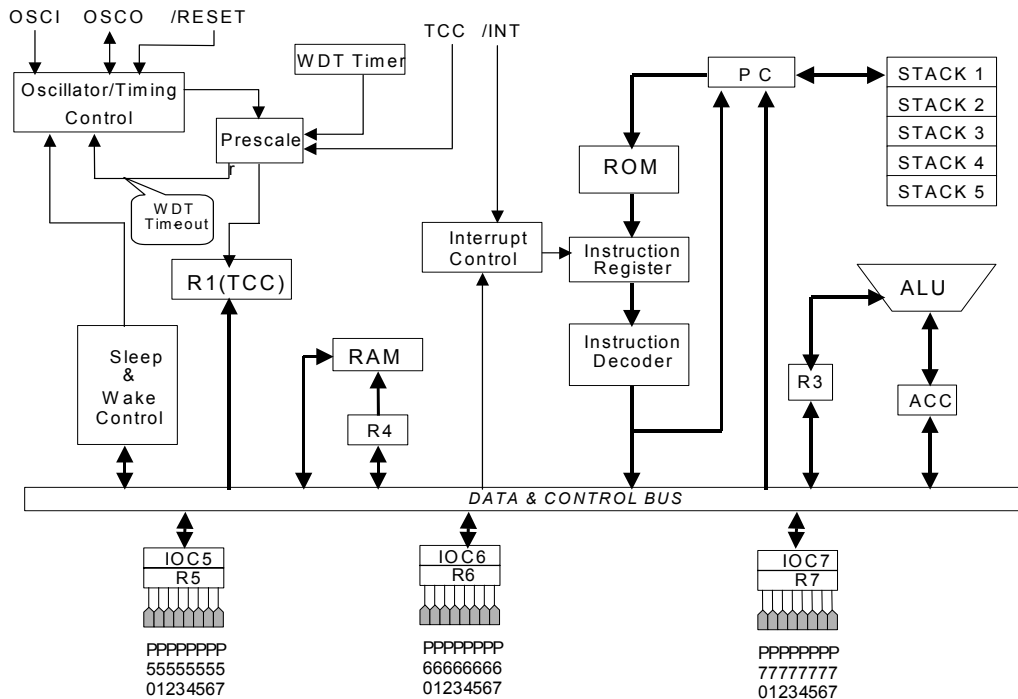 OSCI OSCO /RESET
TCC /INT
WDT Timer
Oscillator/Timing
Control
Prescale
r
WDT
Timeout
PC
STACK 1
STACK 2
STACK 3
STACK 4
STACK 5
ROM
Interrupt
Control
Instruction
Register
R1(TCC)
ALU
Sleep
&
Wake
Control
RAM
Instruction
Decoder
R3
ACC
R4
DATA & CONTROL BUS
IOC5
R5
PPPPPPPP
55555555
01234567
IOC6
R6
PPPPPPPP
66666666
01234567
IOC7
R7
PPPPPPPP
77777777
01234567